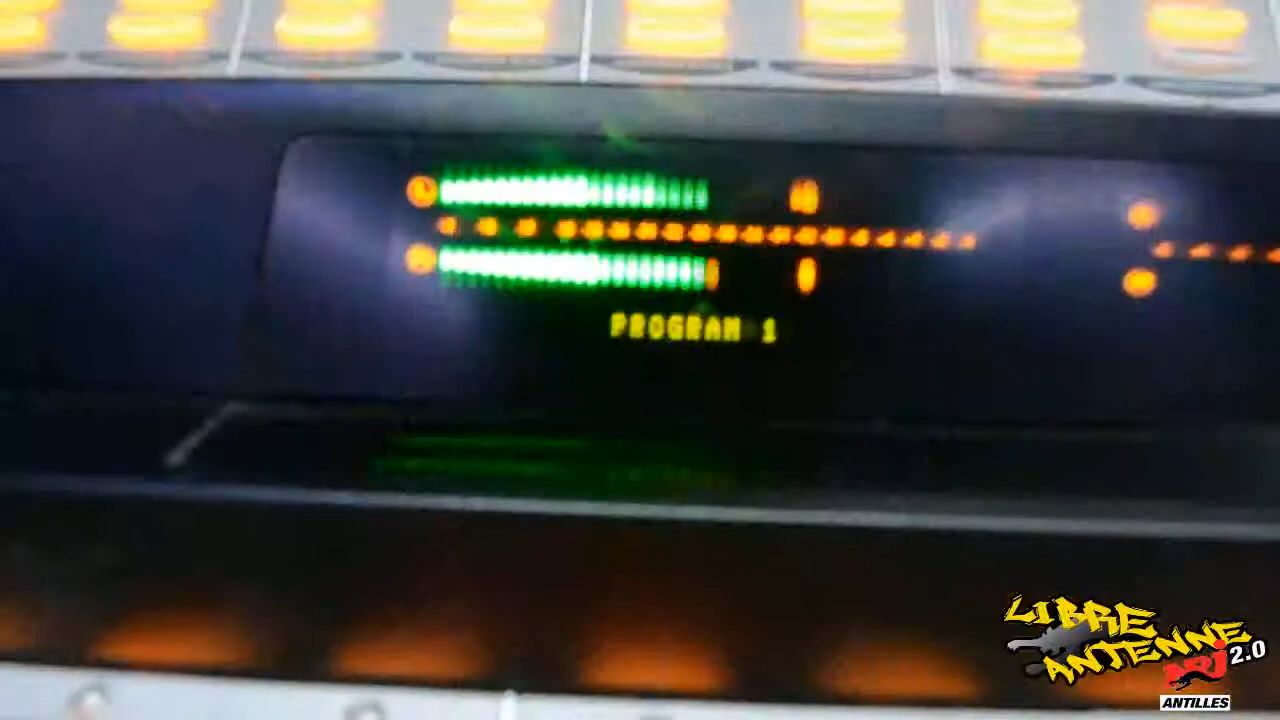 PROGRAM 1
LIBRE
ANTENNE
NRJ 2.0
ANTILLES